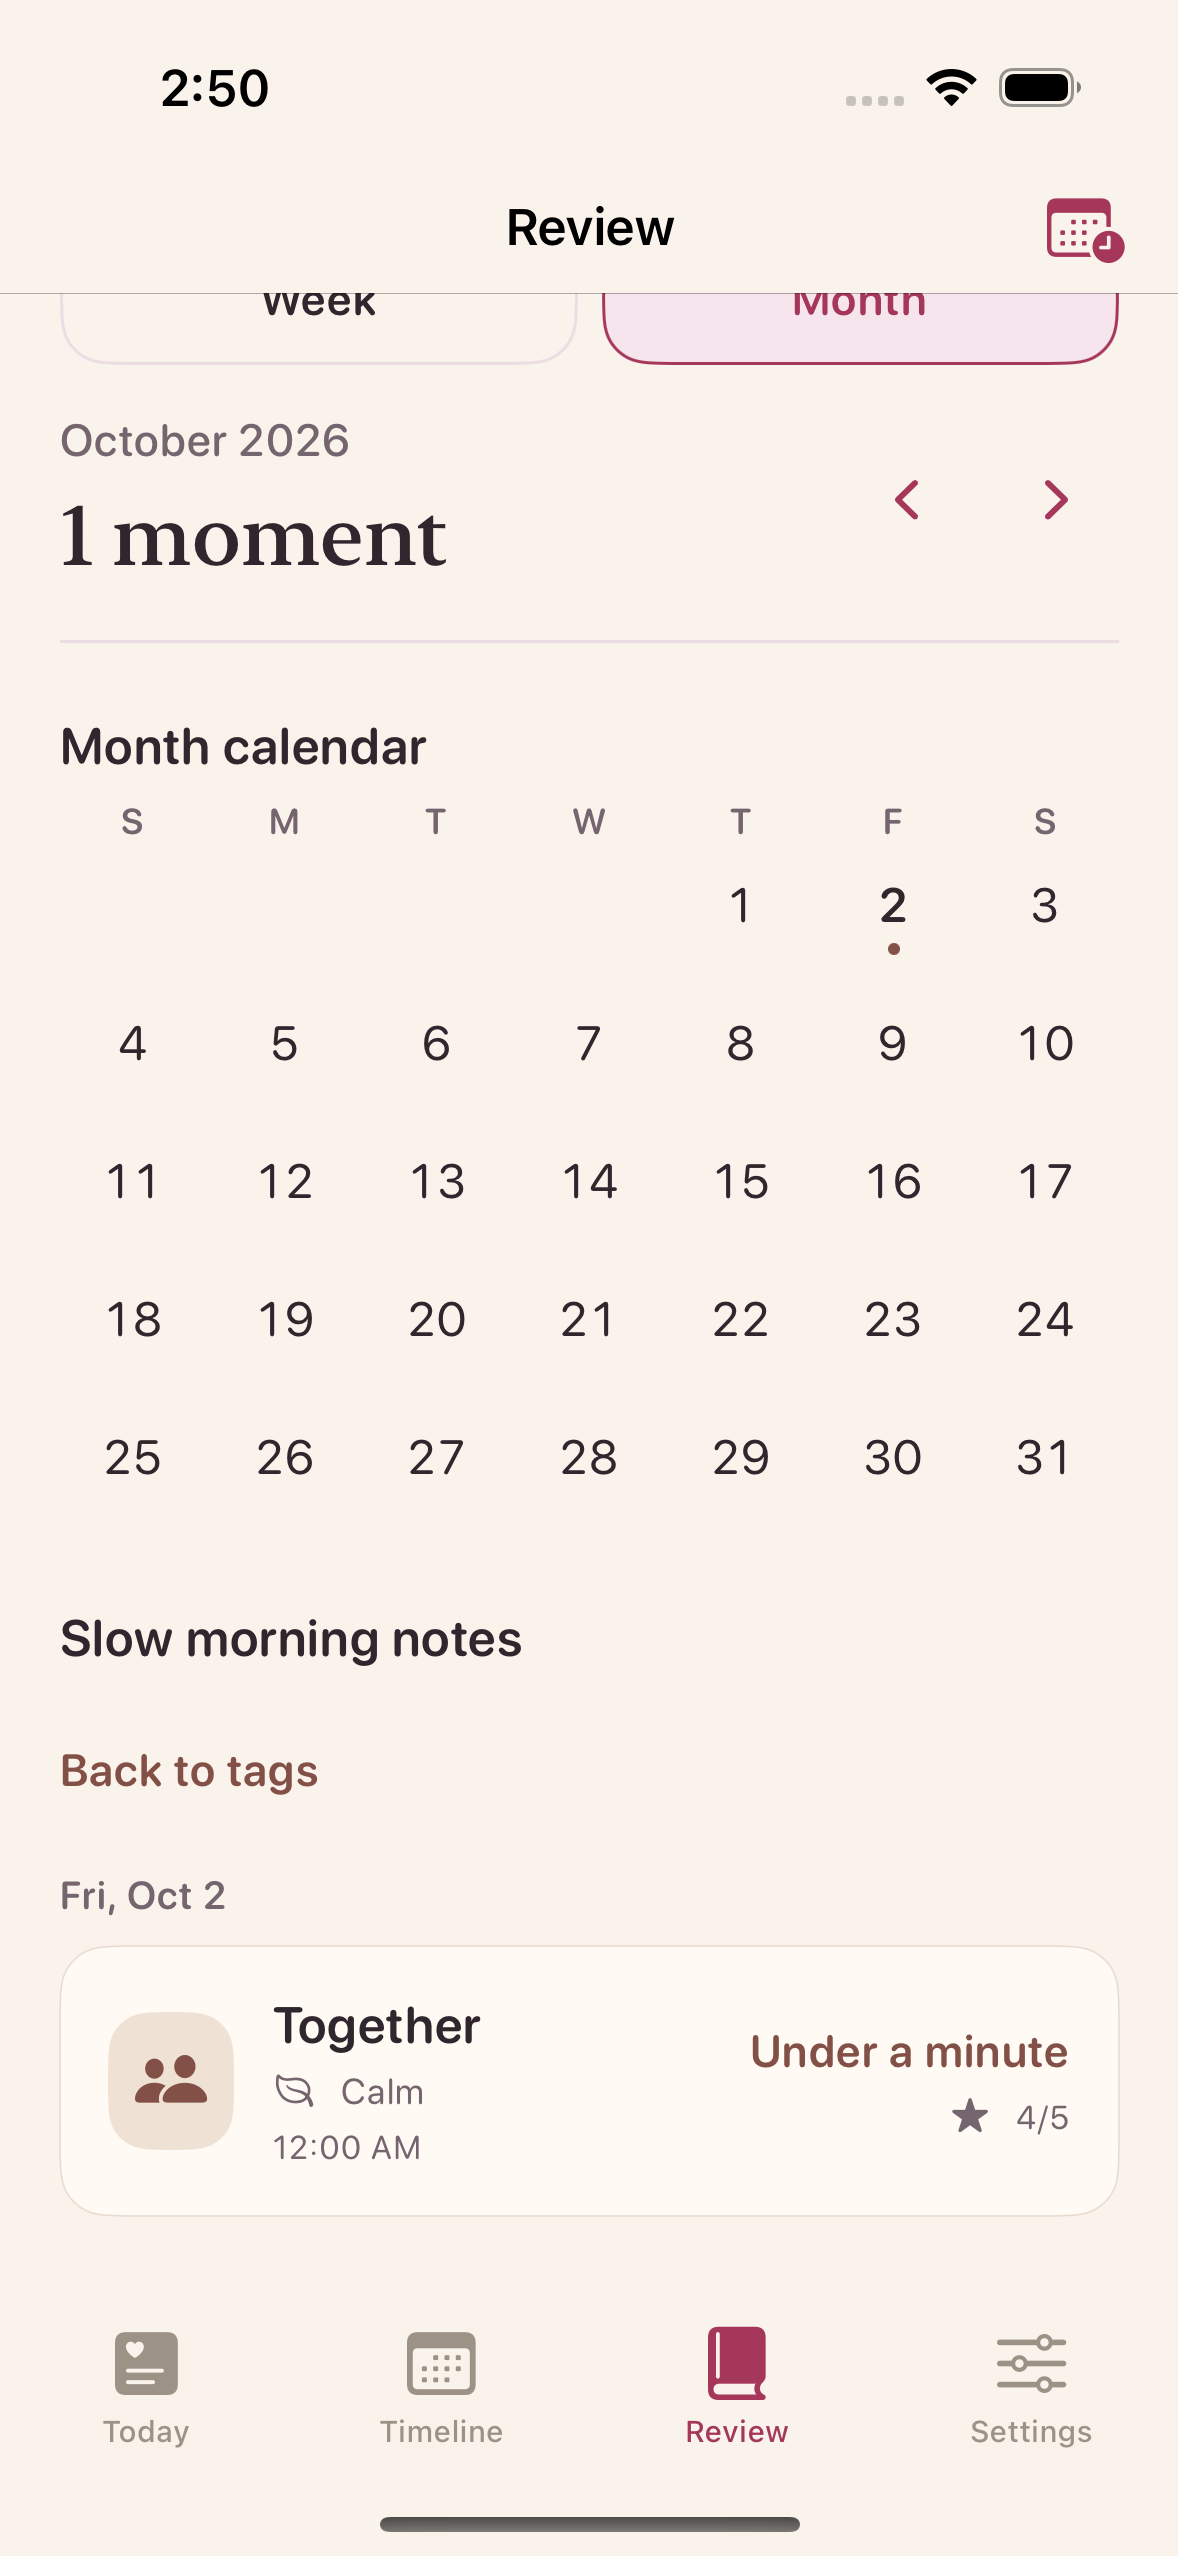 2:50
Review
Week
Month
October 2026
1 moment
Month calendar
S M T W T F S
1 2 3
4 5 6 7 8 9 10
11 12 13 14 15 16 17
18 19 20 21 22 23 24
25 26 27 28 29 30 31
Slow morning notes
Back to tags
Fri, Oct 2
Together
Calm
12:00 AM
Under a minute
4/5
Today
Timeline
Review
Settings